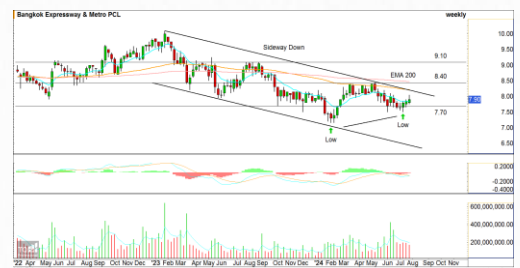 Bangkok Expressway & Metro PCL weekly
10.00
Sideway Down
9.50
9.10
9.00
EMA 200
8.50
8.40
8.00
7.50
7.70
Low
7.00
Low
6.50
0.2000
-0.2000
-0.4000
600,000,000.00
400,000,000.00
200,000,000.00
'22 Apr May Jun Jul Aug Sep Oct Nov Dec '23 Feb Mar Apr May Jun Jul Aug Sep Oct Nov Dec '24 Feb Mar Apr May Jun Jul Aug Sep Oct Nov